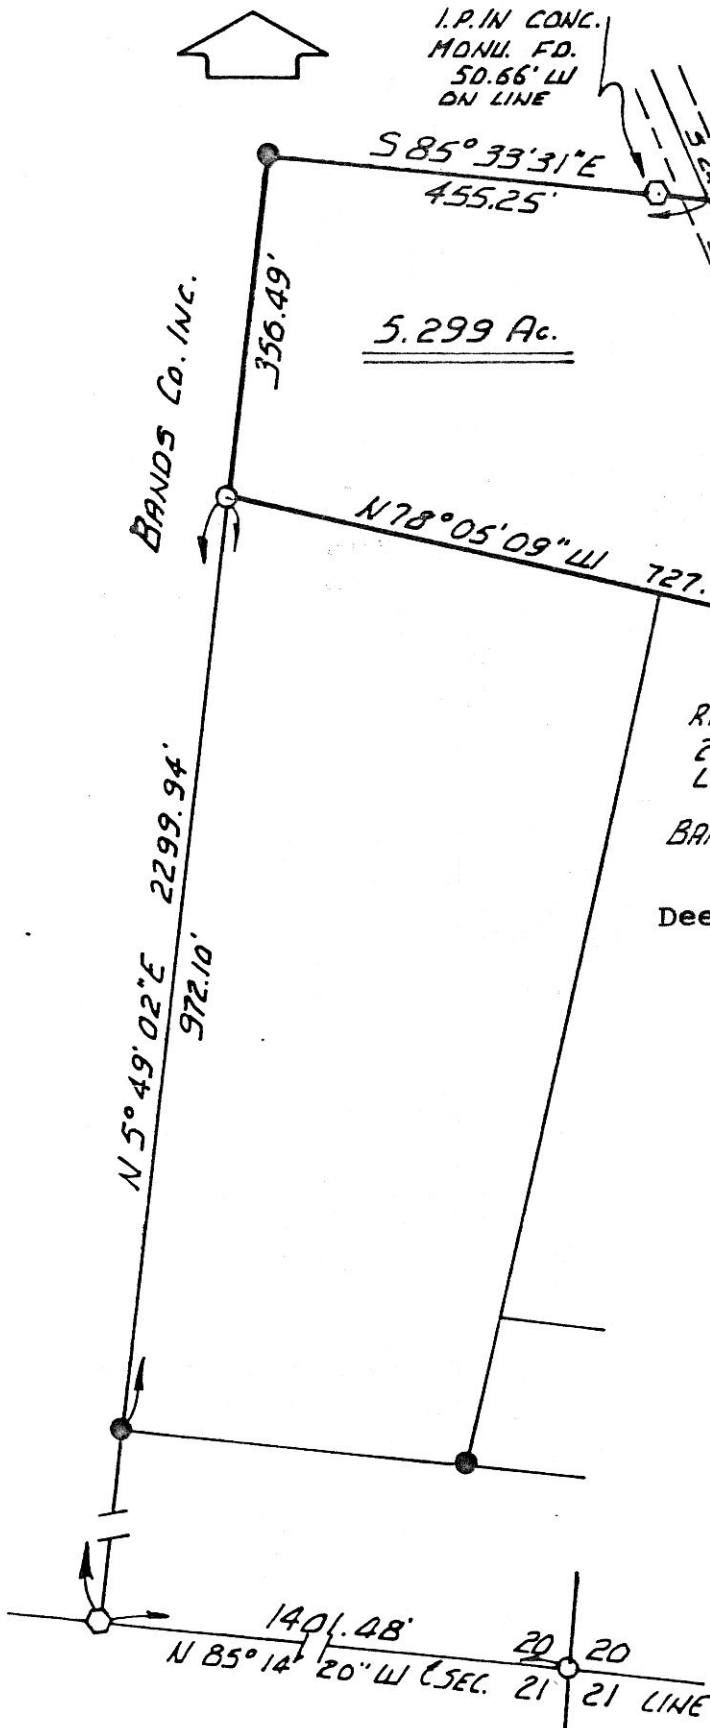 I.P. IN CONC.
MONU. FD.
50.66' W
ON LINE
S 85° 33' 31" E
455.25'
356.49'
5.299 Ac.
BANDS Co. INC.
N 78° 05' 09" W 727.
2299.94'
N 5° 49' 02" E
972.10'
BAN
Dee
1401.48'
N 85° 14' 20" W SEC. LINE
20 20
21 21